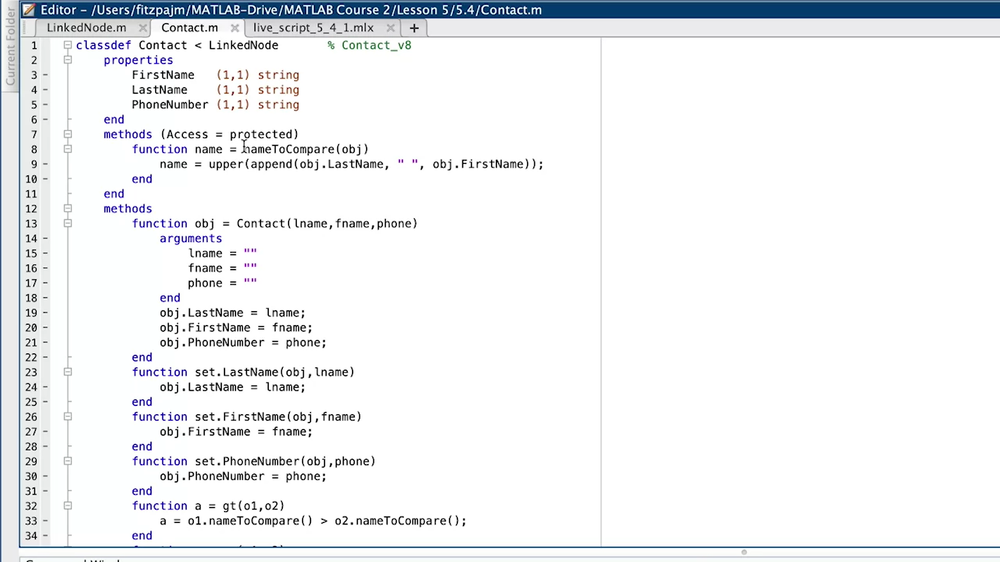 Editor – /Users/fitzpajm/MATLAB-Drive/MATLAB Course 2/Lesson 5/5.4/Contact.m
Current Folder
LinkedNode.m Contact.m live_script_5_4_1.mlx +
1 classdef Contact < LinkedNode % Contact_v8
2 properties
3 - FirstName (1,1) string
4 - LastName (1,1) string
5 - PhoneNumber (1,1) string
6 - end
7 - methods (Access = protected)
8 - function name = nameToCompare(obj)
9 - name = upper(append(obj.LastName, " ", obj.FirstName));
10 - end
11 - end
12 - methods
13 - function obj = Contact(lname,fname,phone)
14 - arguments
15 - lname = ""
16 - fname = ""
17 - phone = ""
18 - end
19 - obj.LastName = lname;
20 - obj.FirstName = fname;
21 - obj.PhoneNumber = phone;
22 - end
23 - function set.LastName(obj,lname)
24 - obj.LastName = lname;
25 - end
26 - function set.FirstName(obj,fname)
27 - obj.FirstName = fname;
28 - end
29 - function set.PhoneNumber(obj,phone)
30 - obj.PhoneNumber = phone;
31 - end
32 - function a = gt(o1,o2)
33 - a = o1.nameToCompare() > o2.nameToCompare();
34 - end